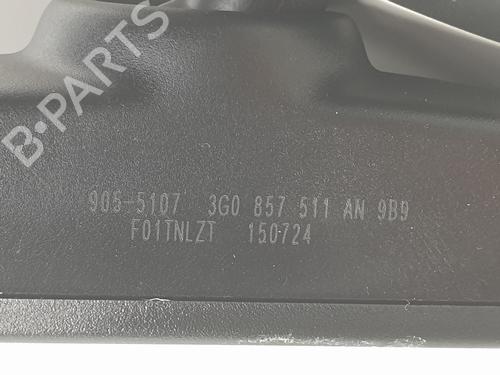 B-PARTS
905-5107 3G0 857 511 AN 9B9
F01TNLZT 150724